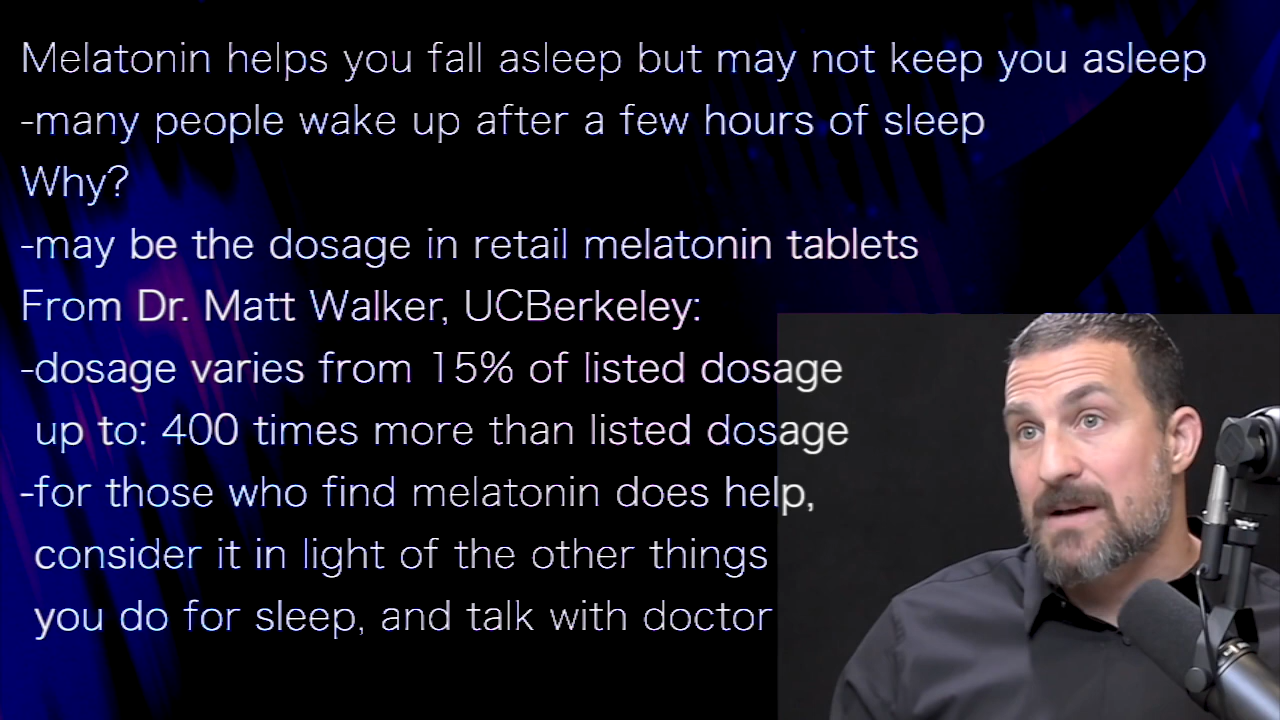 Melatonin helps you fall asleep but may not keep you asleep
-many people wake up after a few hours of sleep
Why?
-may be the dosage in retail melatonin tablets
From Dr. Matt Walker, UCBerkeley:
-dosage varies from 15% of listed dosage
up to: 400 times more than listed dosage
-for those who find melatonin does help,
consider it in light of the other things
you do for sleep, and talk with doctor